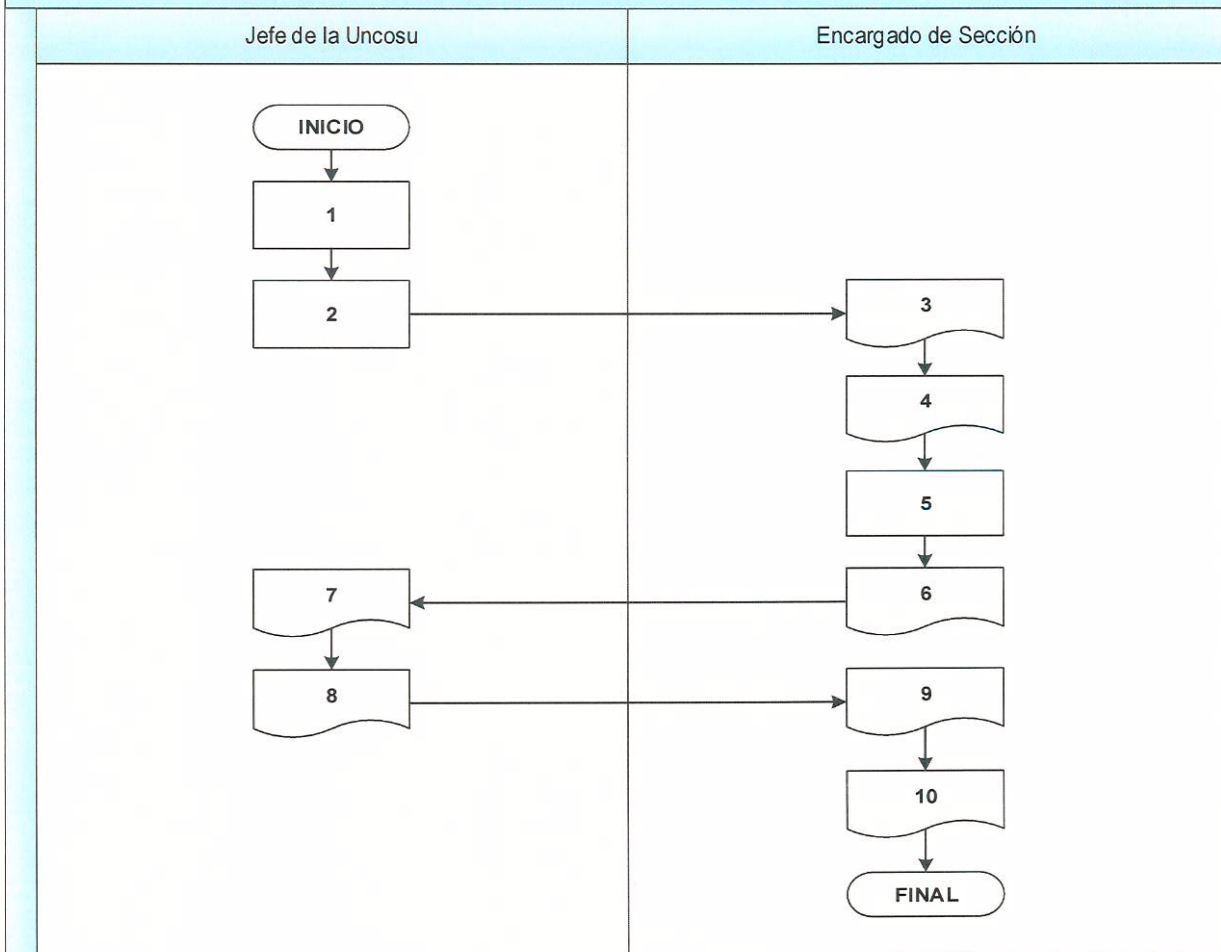 Jefe de la Uncosu
Encargado de Sección
INICIO
1
2
3
4
5
6
7
8
9
10
FINAL